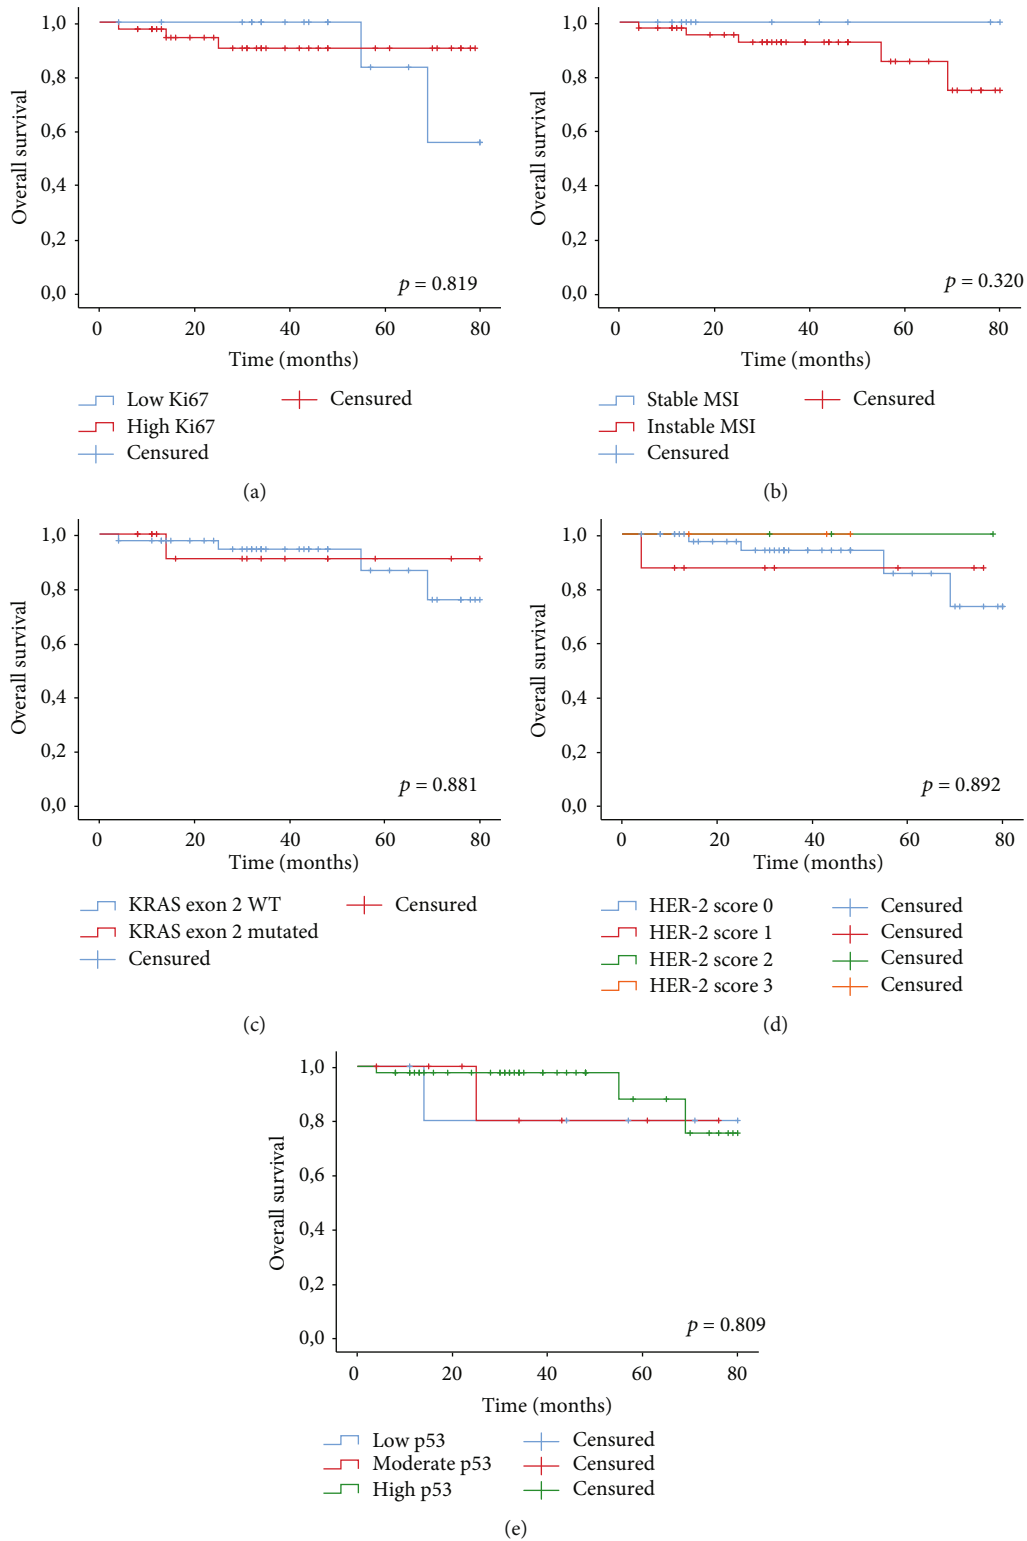 1,0
0,8
0,6
0,4
0,2
0,0
Overall survival
p = 0.819
0 20 40 60 80
Time (months)
Low Ki67 Censured
High Ki67
Censured
(a)
1,0
0,8
0,6
0,4
0,2
0,0
Overall survival
p = 0.320
0 20 40 60 80
Time (months)
Stable MSI Censured
Instable MSI
Censured
(b)
1,0
0,8
0,6
0,4
0,2
0,0
Overall survival
p = 0.881
0 20 40 60 80
Time (months)
KRAS exon 2 WT Censured
KRAS exon 2 mutated
Censured
(c)
1,0
0,8
0,6
0,4
0,2
0,0
Overall survival
p = 0.892
0 20 40 60 80
Time (months)
HER-2 score 0 Censured
HER-2 score 1 Censured
HER-2 score 2 Censured
HER-2 score 3 Censured
(d)
1,0
0,8
0,6
0,4
0,2
0,0
Overall survival
p = 0.809
0 20 40 60 80
Time (months)
Low p53 Censured
Moderate p53 Censured
High p53 Censured
(e)